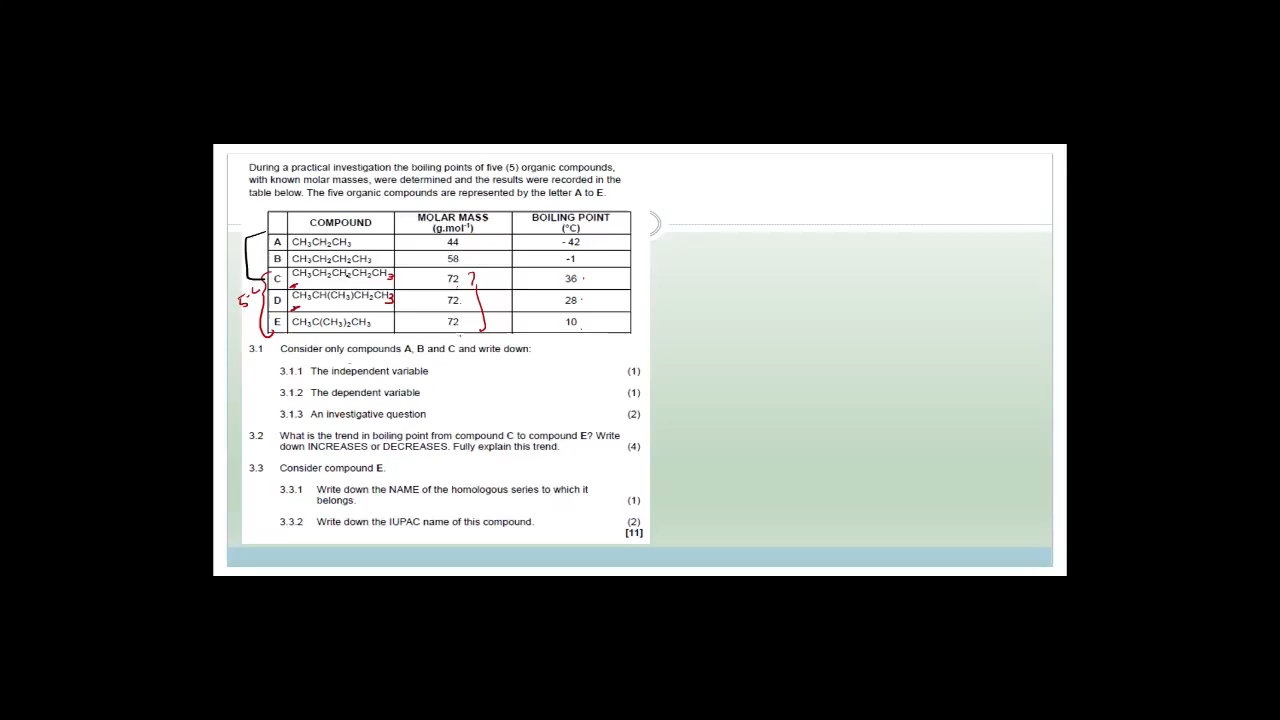 During a practical investigation the boiling points of five (5) organic compounds,
with known molar masses, were determined and the results were recorded in the
table below. The five organic compounds are represented by the letter A to E.
COMPOUND MOLAR MASS (g.mol⁻¹) BOILING POINT (°C)
A CH₃CH₂CH₃ 44 - 42
B CH₃CH₂CH₂CH₃ 58 -1
C CH₃CH₂CH₂CH₂CH₃ 72 36
D CH₃CH(CH₃)CH₂CH₃ 72 28
E CH₃C(CH₃)₂CH₃ 72 10
3.1 Consider only compounds A, B and C and write down:
3.1.1 The independent variable (1)
3.1.2 The dependent variable (1)
3.1.3 An investigative question (2)
3.2 What is the trend in boiling point from compound C to compound E? Write
down INCREASES or DECREASES. Fully explain this trend. (4)
3.3 Consider compound E.
3.3.1 Write down the NAME of the homologous series to which it
belongs. (1)
3.3.2 Write down the IUPAC name of this compound. (2)
[11]